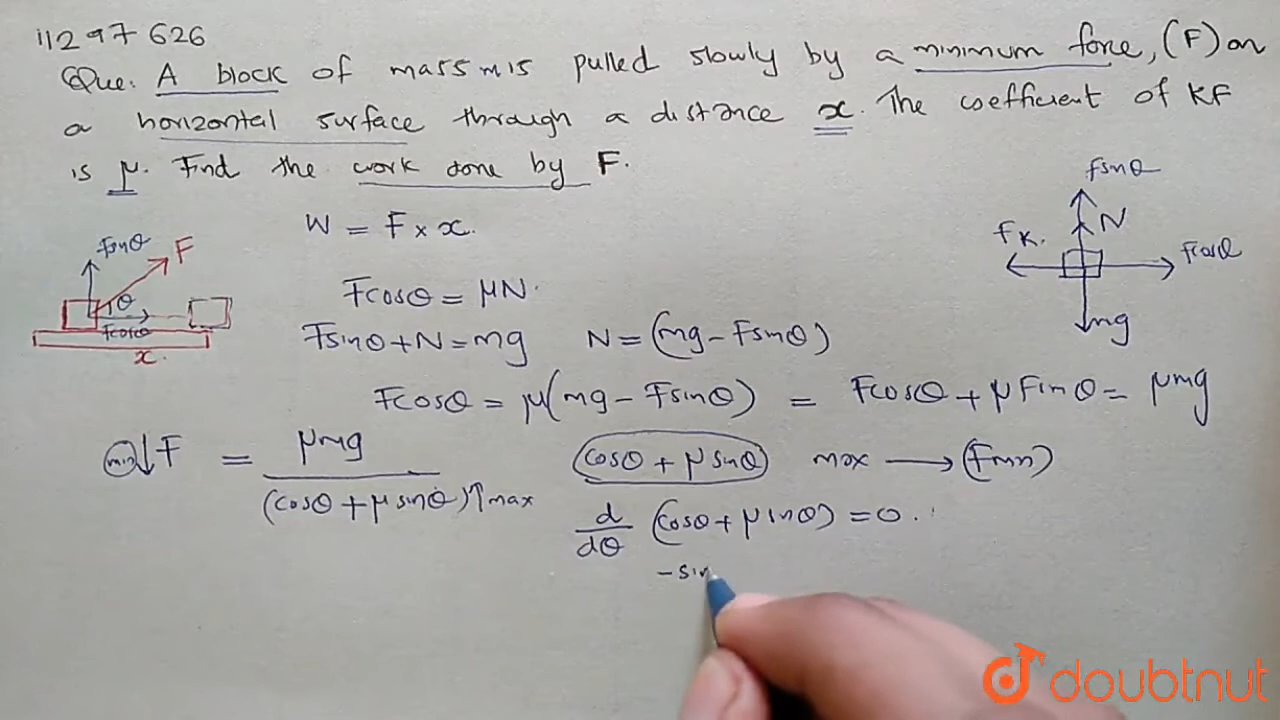 11297626
Que. A block of mass m is pulled slowly by a minimum force, (F) on
a horizontal surface through a distance x. The coefficient of KF
is μ. Find the work done by F.
W = F × x.
Fsinθ
F
θ
Fcosθ
x.
fsinθ
N
fK.
Fcosθ
mg
Fcosθ = μN.
Fsinθ + N = mg N = (mg - Fsinθ)
Fcosθ = μ(mg - Fsinθ) = Fcosθ + μFsinθ = μmg
min↓F = μmg / (cosθ + μsinθ)↑max
cosθ + μsinθ max → (Fmin)
d/dθ (cosθ + μsinθ) = 0.
-sin
doubtnut